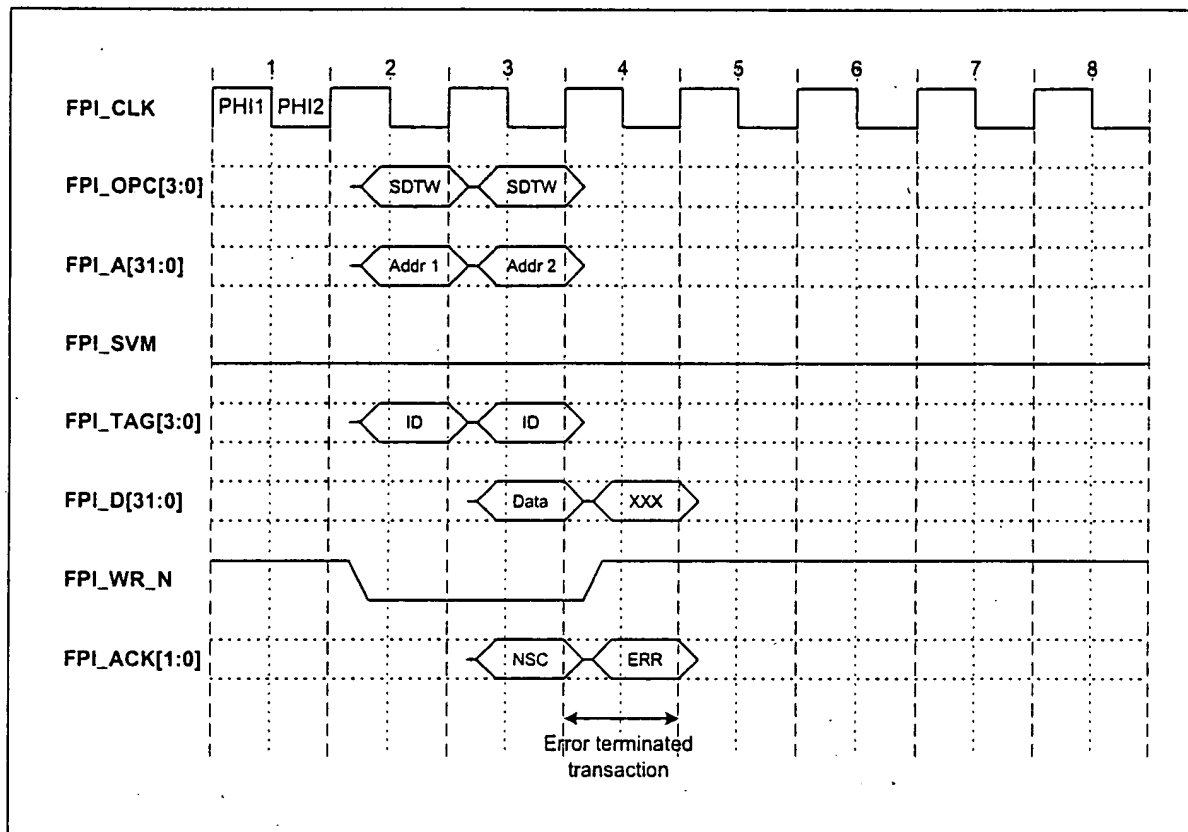 1 2 3 4 5 6 7 8
FPI_CLK PHI1 PHI2
FPI_OPC[3:0] SDTW SDTW
FPI_A[31:0] Addr 1 Addr 2
FPI_SVM
FPI_TAG[3:0] ID ID
FPI_D[31:0] Data XXX
FPI_WR_N
FPI_ACK[1:0] NSC ERR
Error terminated
transaction